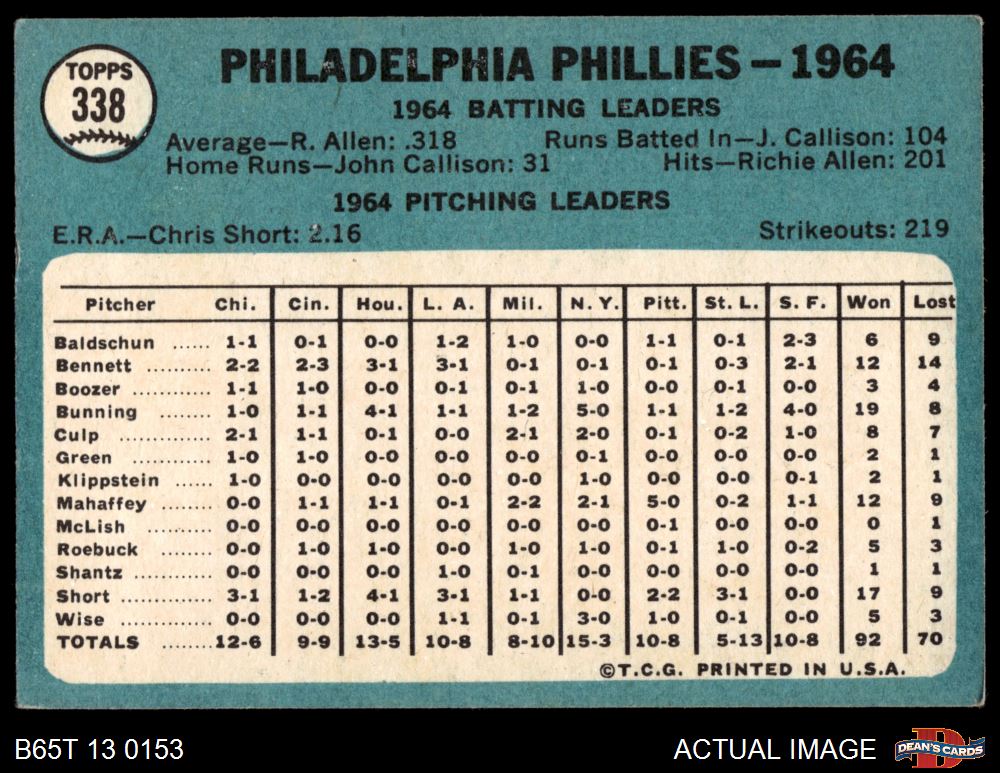 TOPPS
338
PHILADELPHIA PHILLIES — 1964
1964 BATTING LEADERS
Average—R. Allen: .318 Runs Batted In—J. Callison: 104
Home Runs—John Callison: 31 Hits—Richie Allen: 201
1964 PITCHING LEADERS
E.R.A.—Chris Short: 2.16 Strikeouts: 219
Pitcher Chi. Cin. Hou. L. A. Mil. N. Y. Pitt. St. L. S. F. Won Lost
Baldschun ...... 1-1 0-1 0-0 1-2 1-0 0-0 1-1 0-1 2-3 6 9
Bennett .......... 2-2 2-3 3-1 3-1 0-1 0-1 0-1 0-3 2-1 12 14
Boozer ............ 1-1 1-0 0-0 0-1 0-1 1-0 0-0 0-1 0-0 3 4
Bunning ......... 1-0 1-1 4-1 1-1 1-2 5-0 1-1 1-2 4-0 19 8
Culp .............. 2-1 1-1 0-1 0-0 2-1 2-0 0-1 0-2 1-0 8 7
Green ............ 1-0 1-0 0-0 0-0 0-0 0-1 0-0 0-0 0-0 2 1
Klippstein ...... 1-0 0-0 0-0 0-0 0-0 1-0 0-0 0-0 0-1 2 1
Mahaffey ........ 0-0 1-1 1-1 0-1 2-2 2-1 5-0 0-2 1-1 12 9
McLish ........... 0-0 0-0 0-0 0-0 0-0 0-0 0-1 0-0 0-0 0 1
Roebuck ........ 0-0 1-0 1-0 0-0 1-0 1-0 0-1 1-0 0-2 5 3
Shantz ............ 0-0 0-0 0-0 1-0 0-1 0-0 0-0 0-0 0-0 1 1
Short .............. 3-1 1-2 4-1 3-1 1-1 0-0 2-2 3-1 0-0 17 9
Wise ............... 0-0 0-0 0-0 1-1 0-1 3-0 1-0 0-1 0-0 5 3
TOTALS ........ 12-6 9-9 13-5 10-8 8-10 15-3 10-8 5-13 10-8 92 70
©T.C.G. PRINTED IN U.S.A.
B65T 13 0153 ACTUAL IMAGE
DEAN'S CARDS